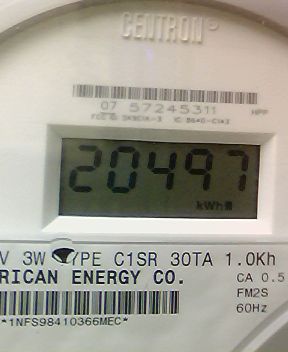 CENTRON®
07 57245311
HPF
20497
kWh
V 3W TYPE C1SR 30TA 1.0Kh
RICAN ENERGY CO.
CA 0.5
FM2S
60Hz
*1NFS98410366MEC*